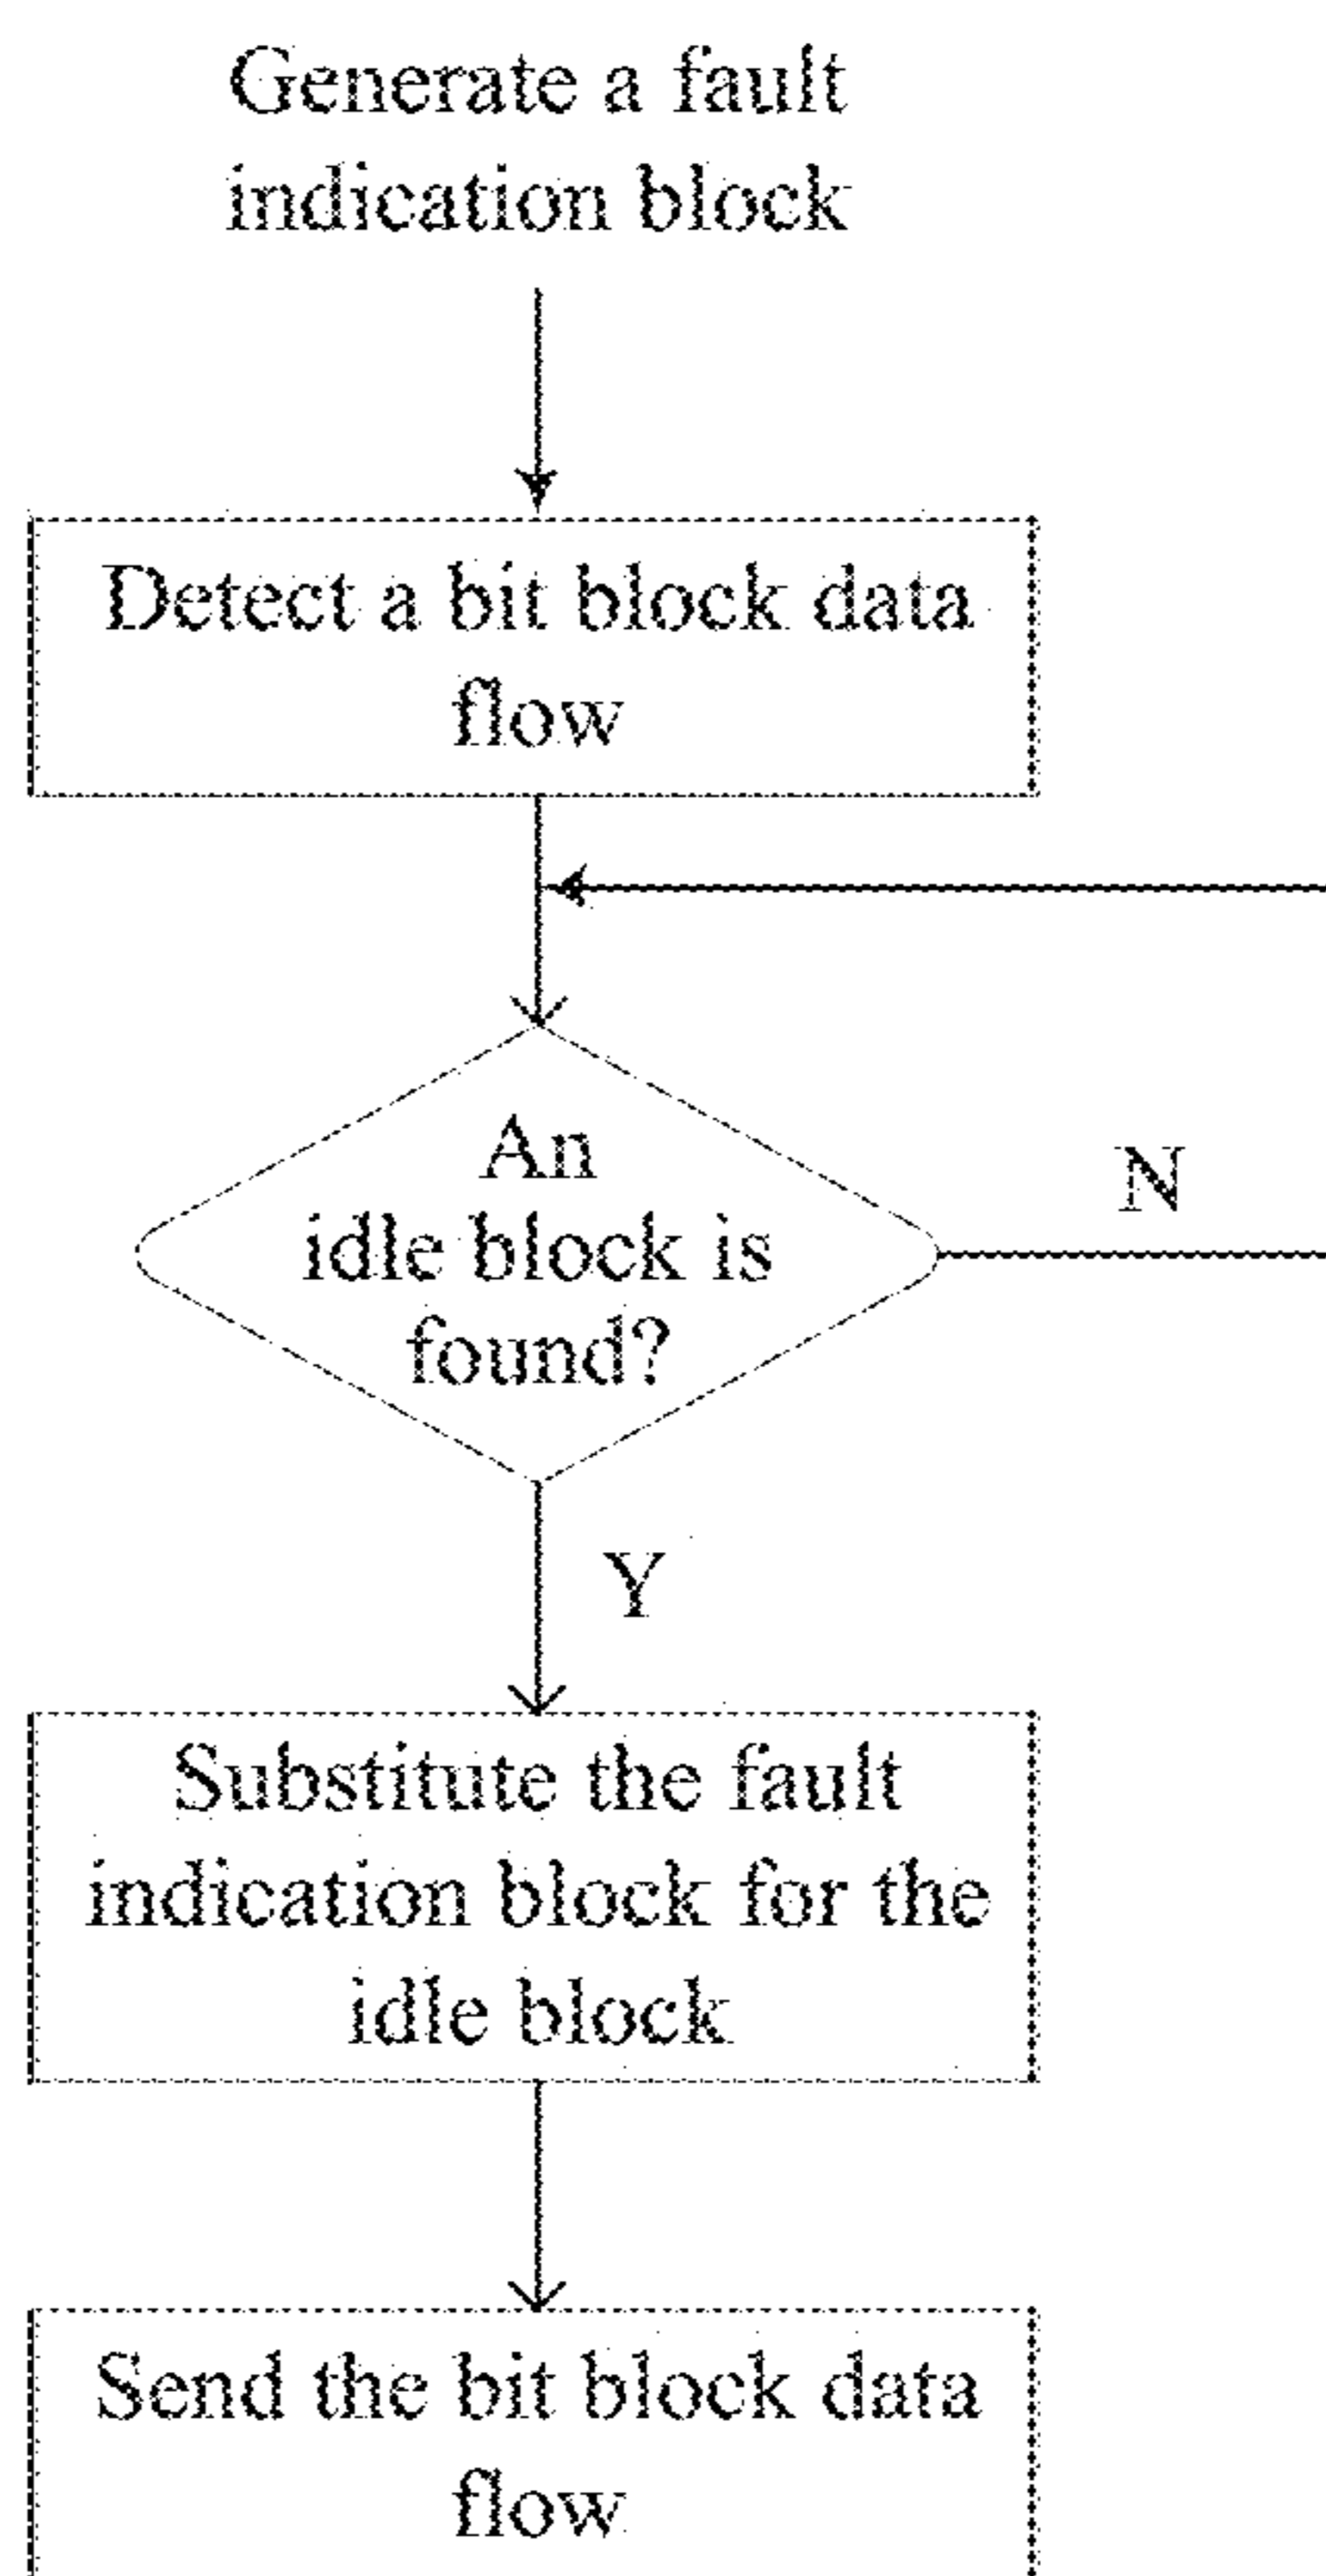 Generate a fault
indication block
Detect a bit block data
flow
An
idle block is
found?
N
Y
Substitute the fault
indication block for the
idle block
Send the bit block data
flow